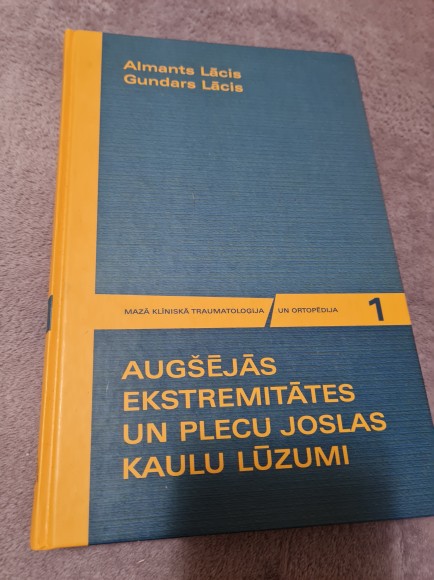 Almants Lācis
Gundars Lācis
MAZĀ KLĪNISKĀ TRAUMATOLOĢIJA / UN ORTOPĒDIJA 1
AUGŠĒJĀS
EKSTREMITĀTES
UN PLECU JOSLAS
KAULU LŪZUMI